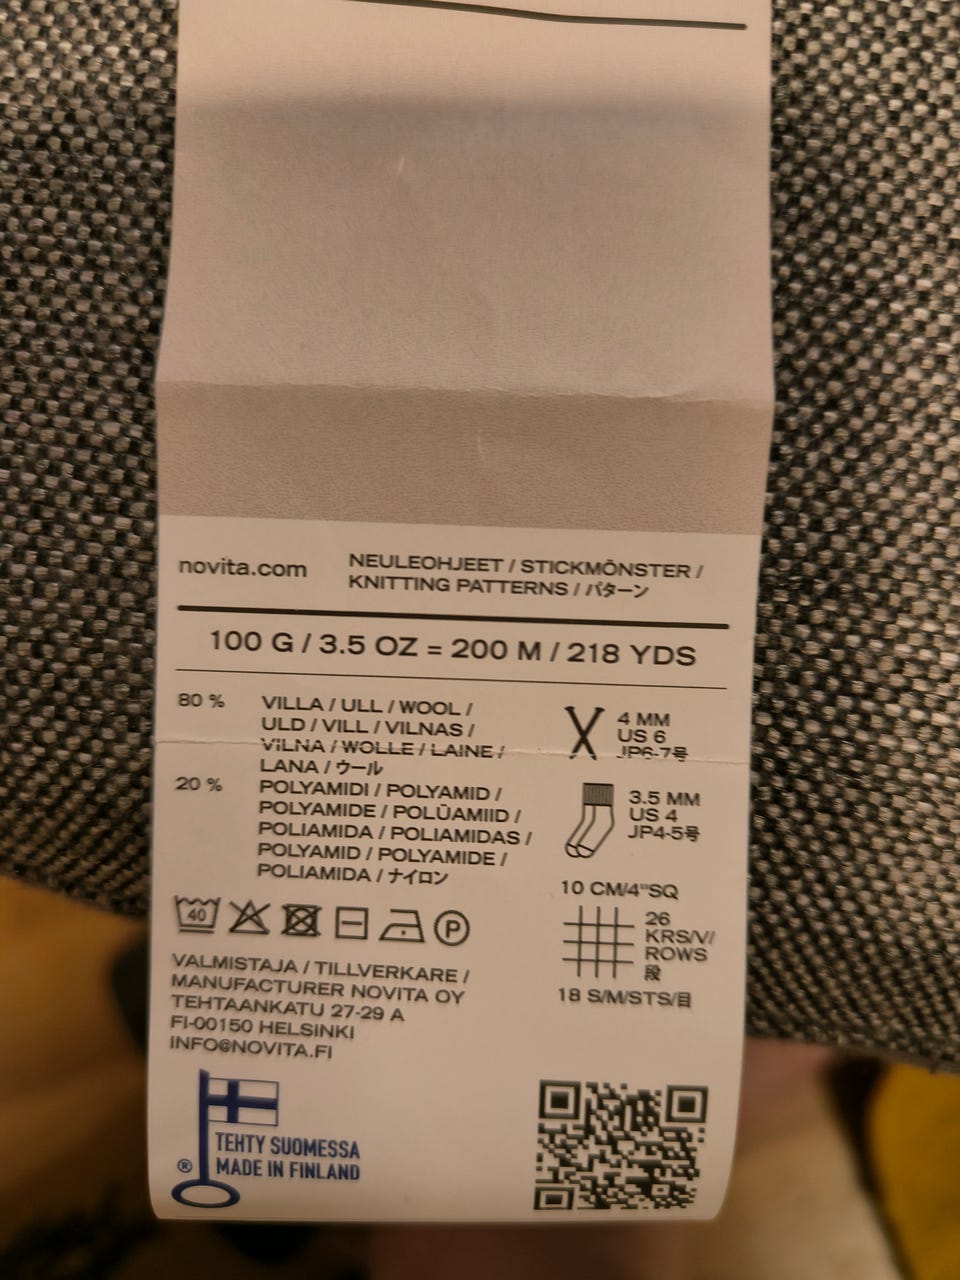 novita.com
NEULEOHJEET / STICKMÖNSTER /
KNITTING PATTERNS / パターン
100 G / 3.5 OZ = 200 M / 218 YDS
80 %
VILLA / ULL / WOOL /
ULD / VILL / VILNAS /
VILNA / WOLLE / LAINE /
LANA / ウール
20 %
POLYAMIDI / POLYAMID /
POLYAMIDE / POLÜAMIID /
POLIAMIDA / POLIAMIDAS /
POLYAMID / POLYAMIDE /
POLIAMIDA / ナイロン
4 MM
US 6
JP6-7号
3.5 MM
US 4
JP4-5号
10 CM/4"SQ
26
KRS/V/
ROWS
段
18 S/M/STS/目
40
P
VALMISTAJA / TILLVERKARE /
MANUFACTURER NOVITA OY
TEHTAANKATU 27-29 A
FI-00150 HELSINKI
INFO@NOVITA.FI
TEHTY SUOMESSA
® MADE IN FINLAND